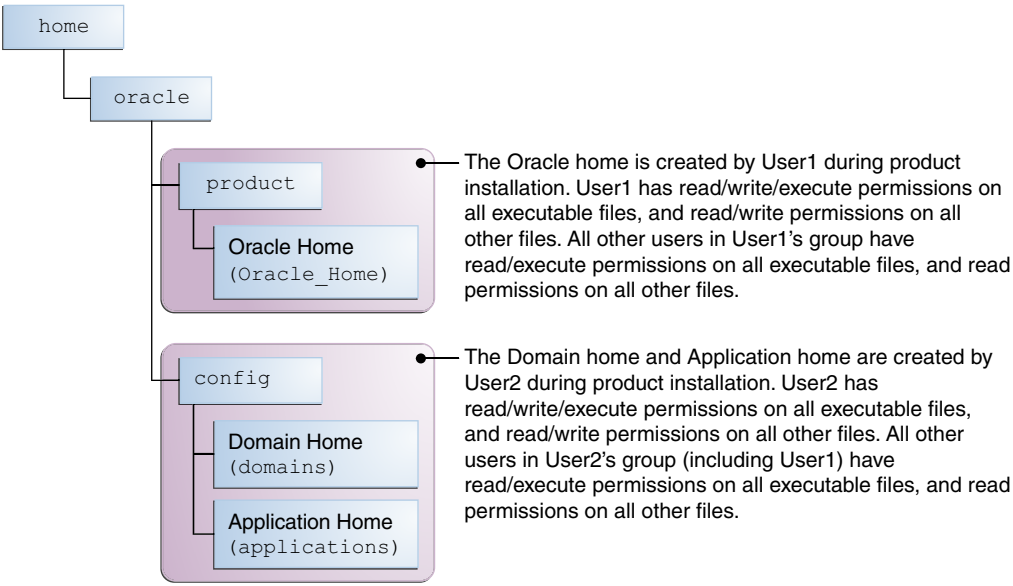 home
oracle
product
Oracle Home
(Oracle_Home)
The Oracle home is created by User1 during product
installation. User1 has read/write/execute permissions on
all executable files, and read/write permissions on all
other files. All other users in User1's group have
read/execute permissions on all executable files, and read
permissions on all other files.
config
Domain Home
(domains)
Application Home
(applications)
The Domain home and Application home are created by
User2 during product installation. User2 has
read/write/execute permissions on all executable files,
and read/write permissions on all other files. All other
users in User2's group (including User1) have
read/execute permissions on all executable files, and read
permissions on all other files.